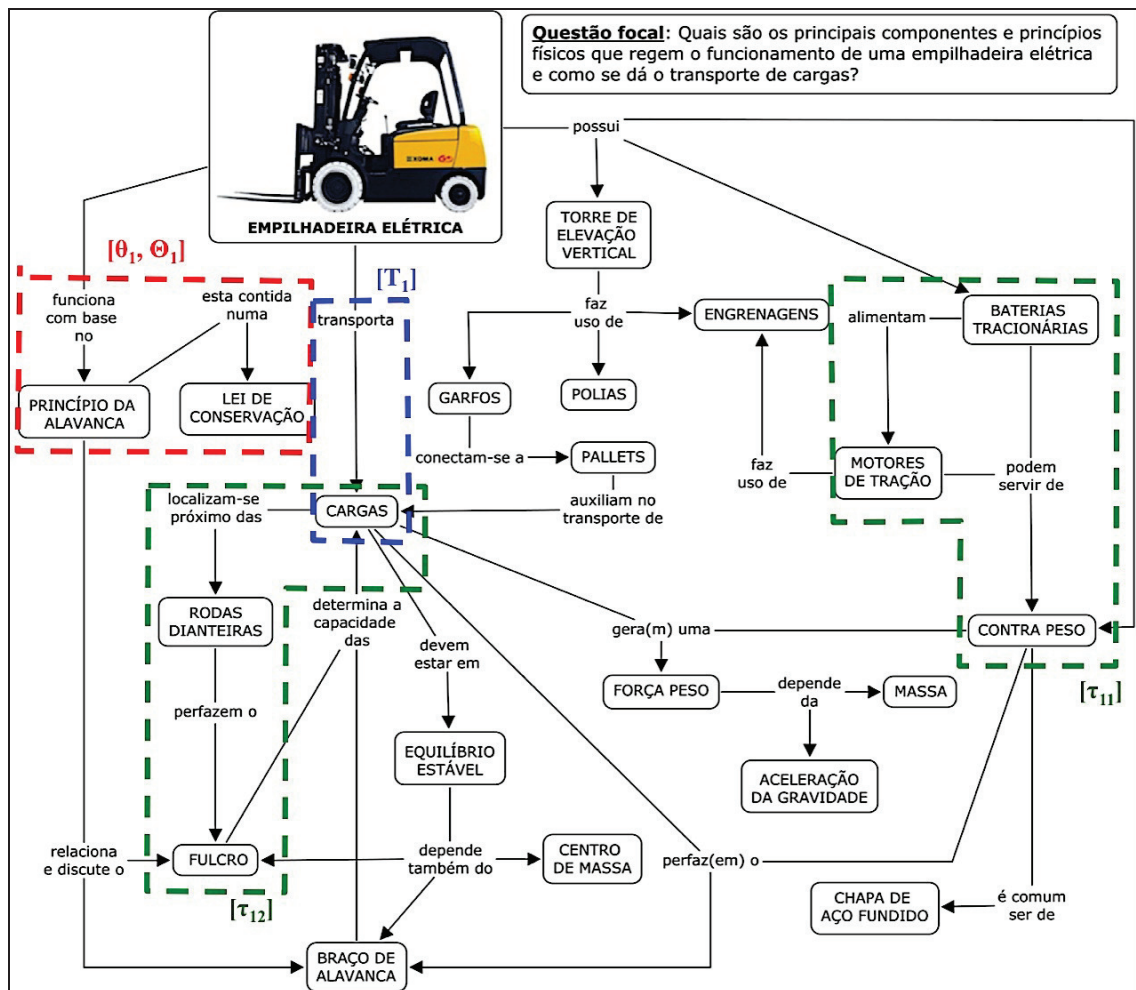 Questão focal: Quais são os principais componentes e princípios
físicos que regem o funcionamento de uma empilhadeira elétrica
e como se dá o transporte de cargas?
XOMA
EMPILHADEIRA ELÉTRICA
possui
TORRE DE
ELEVAÇÃO
VERTICAL
[θ₁, Θ₁]
[T₁]
funciona
com base
no
esta contida
numa
transporta
faz
uso de
ENGRENAGENS
alimentam
BATERIAS
TRACIONÁRIAS
PRINCÍPIO DA
ALAVANCA
LEI DE
CONSERVAÇÃO
GARFOS
POLIAS
conectam-se a
PALLETS
faz
uso de
MOTORES
DE TRAÇÃO
podem
servir de
localizam-se
próximo das
CARGAS
auxiliam no
transporte de
RODAS
DIANTEIRAS
determina a
capacidade
das
devem
estar em
gera(m) uma
CONTRA PESO
FORÇA PESO
depende
da
MASSA
[τ₁₁]
perfazem o
EQUILÍBRIO
ESTÁVEL
ACELERAÇÃO
DA GRAVIDADE
relaciona
e discute o
FULCRO
depende
também do
CENTRO
DE MASSA
perfaz(em) o
[τ₁₂]
CHAPA DE
AÇO FUNDIDO
é comum
ser de
BRAÇO DE
ALAVANCA